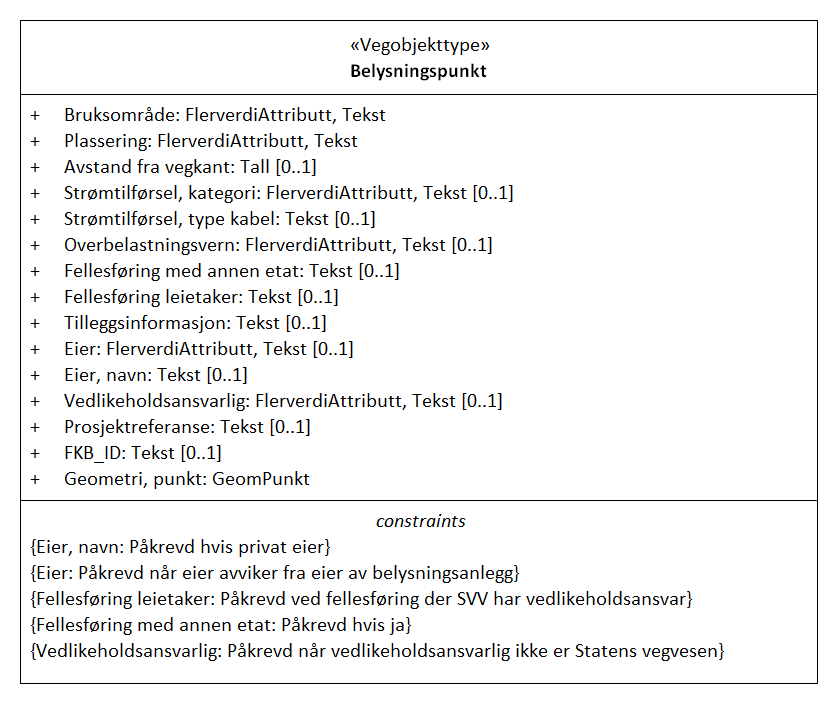 «Vegobjekttype»
Belysningspunkt
+ Bruksområde: FlerverdiAttributt, Tekst
+ Plassering: FlerverdiAttributt, Tekst
+ Avstand fra vegkant: Tall [0..1]
+ Strømtilførsel, kategori: FlerverdiAttributt, Tekst [0..1]
+ Strømtilførsel, type kabel: Tekst [0..1]
+ Overbelastningsvern: FlerverdiAttributt, Tekst [0..1]
+ Fellesføring med annen etat: Tekst [0..1]
+ Fellesføring leietaker: Tekst [0..1]
+ Tilleggsinformasjon: Tekst [0..1]
+ Eier: FlerverdiAttributt, Tekst [0..1]
+ Eier, navn: Tekst [0..1]
+ Vedlikeholdsansvarlig: FlerverdiAttributt, Tekst [0..1]
+ Prosjektreferanse: Tekst [0..1]
+ FKB_ID: Tekst [0..1]
+ Geometri, punkt: GeomPunkt
constraints
{Eier, navn: Påkrevd hvis privat eier}
{Eier: Påkrevd når eier avviker fra eier av belysningsanlegg}
{Fellesføring leietaker: Påkrevd ved fellesføring der SVV har vedlikeholdsansvar}
{Fellesføring med annen etat: Påkrevd hvis ja}
{Vedlikeholdsansvarlig: Påkrevd når vedlikeholdsansvarlig ikke er Statens vegvesen}